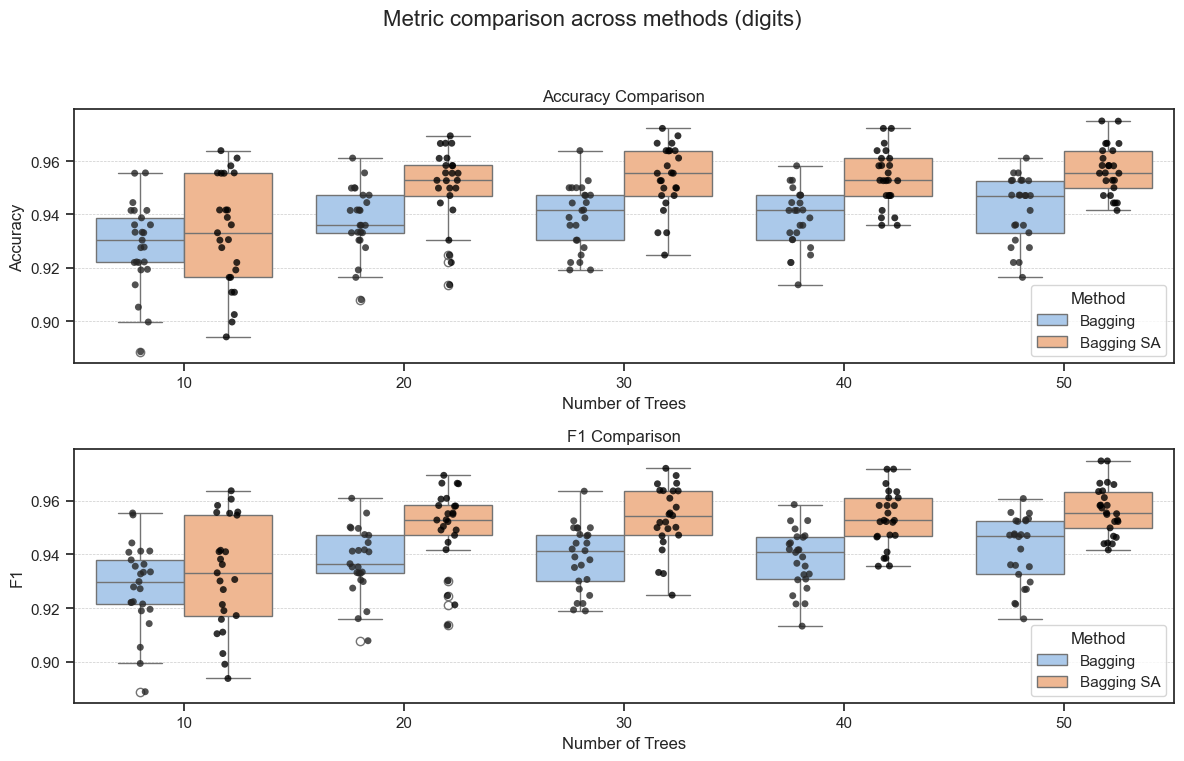 Metric comparison across methods (digits)
Accuracy Comparison
Accuracy
0.96
0.94
0.92
0.90
10
20
30
40
50
Number of Trees
Method
Bagging
Bagging SA
F1 Comparison
F1
0.96
0.94
0.92
0.90
10
20
30
40
50
Number of Trees
Method
Bagging
Bagging SA